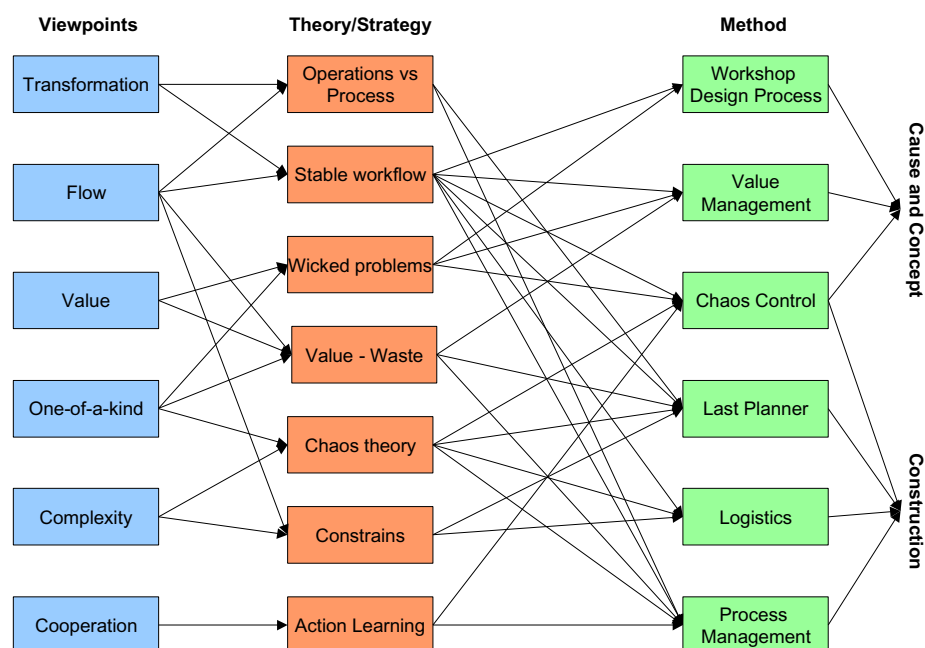 Viewpoints
Theory/Strategy
Method
Transformation
Operations vs
Process
Workshop
Design Process
Flow
Stable workflow
Value
Management
Value
Wicked problems
Chaos Control
Value - Waste
One-of-a-kind
Chaos theory
Last Planner
Complexity
Constrains
Logistics
Cooperation
Action Learning
Process
Management
Cause and Concept
Construction